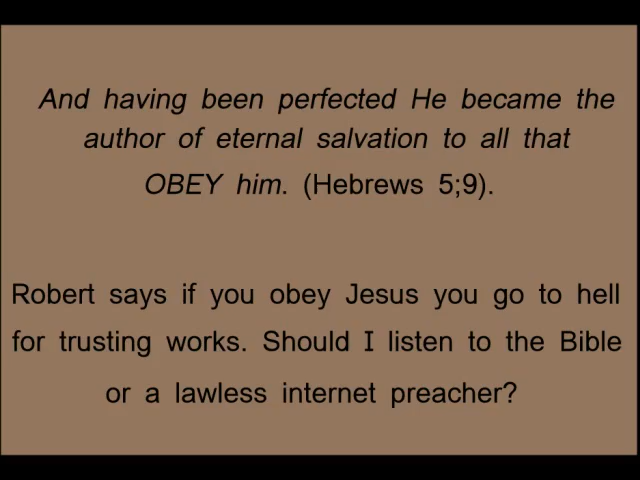 And having been perfected He became the
author of eternal salvation to all that
OBEY him. (Hebrews 5;9).
Robert says if you obey Jesus you go to hell
for trusting works. Should I listen to the Bible
or a lawless internet preacher?